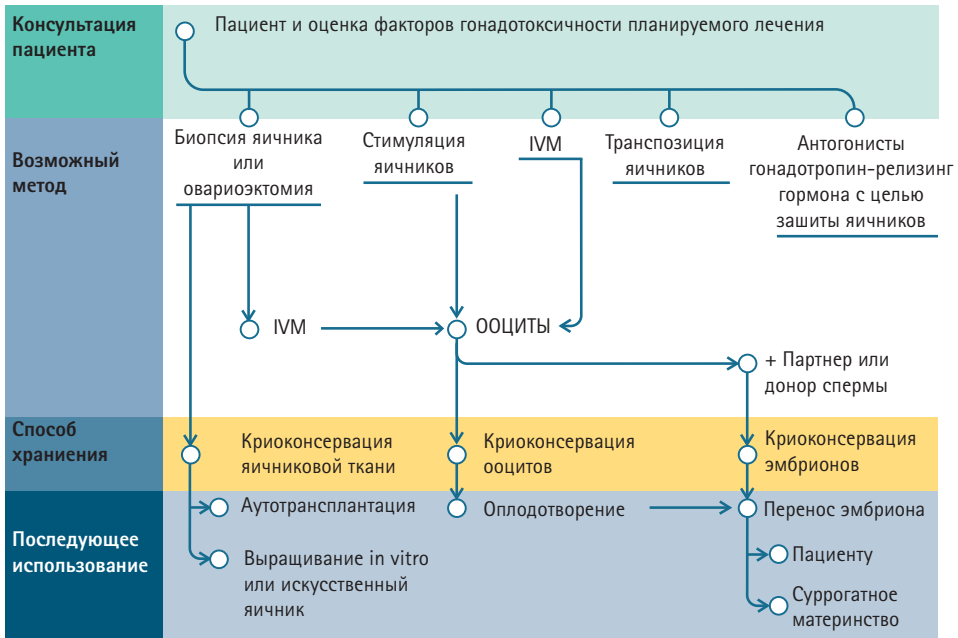 Консультация
пациента
Пациент и оценка факторов гонадотоксичности планируемого лечения
Возможный
метод
Биопсия яичника
или
овариоэктомия
Стимуляция
яичников
IVM
Транспозиция
яичников
Антогонисты
гонадотропин-релизинг
гормона с целью
зашиты яичников
IVM
ООЦИТЫ
+ Партнер или
донор спермы
Способ
храниения
Криоконсервация
яичниковой ткани
Криоконсервация
ооцитов
Криоконсервация
эмбрионов
Последующее
использование
Аутотрансплантация
Оплодотворение
Перенос эмбриона
Выращивание in vitro
или искусственный
яичник
Пациенту
Суррогатное
материнство